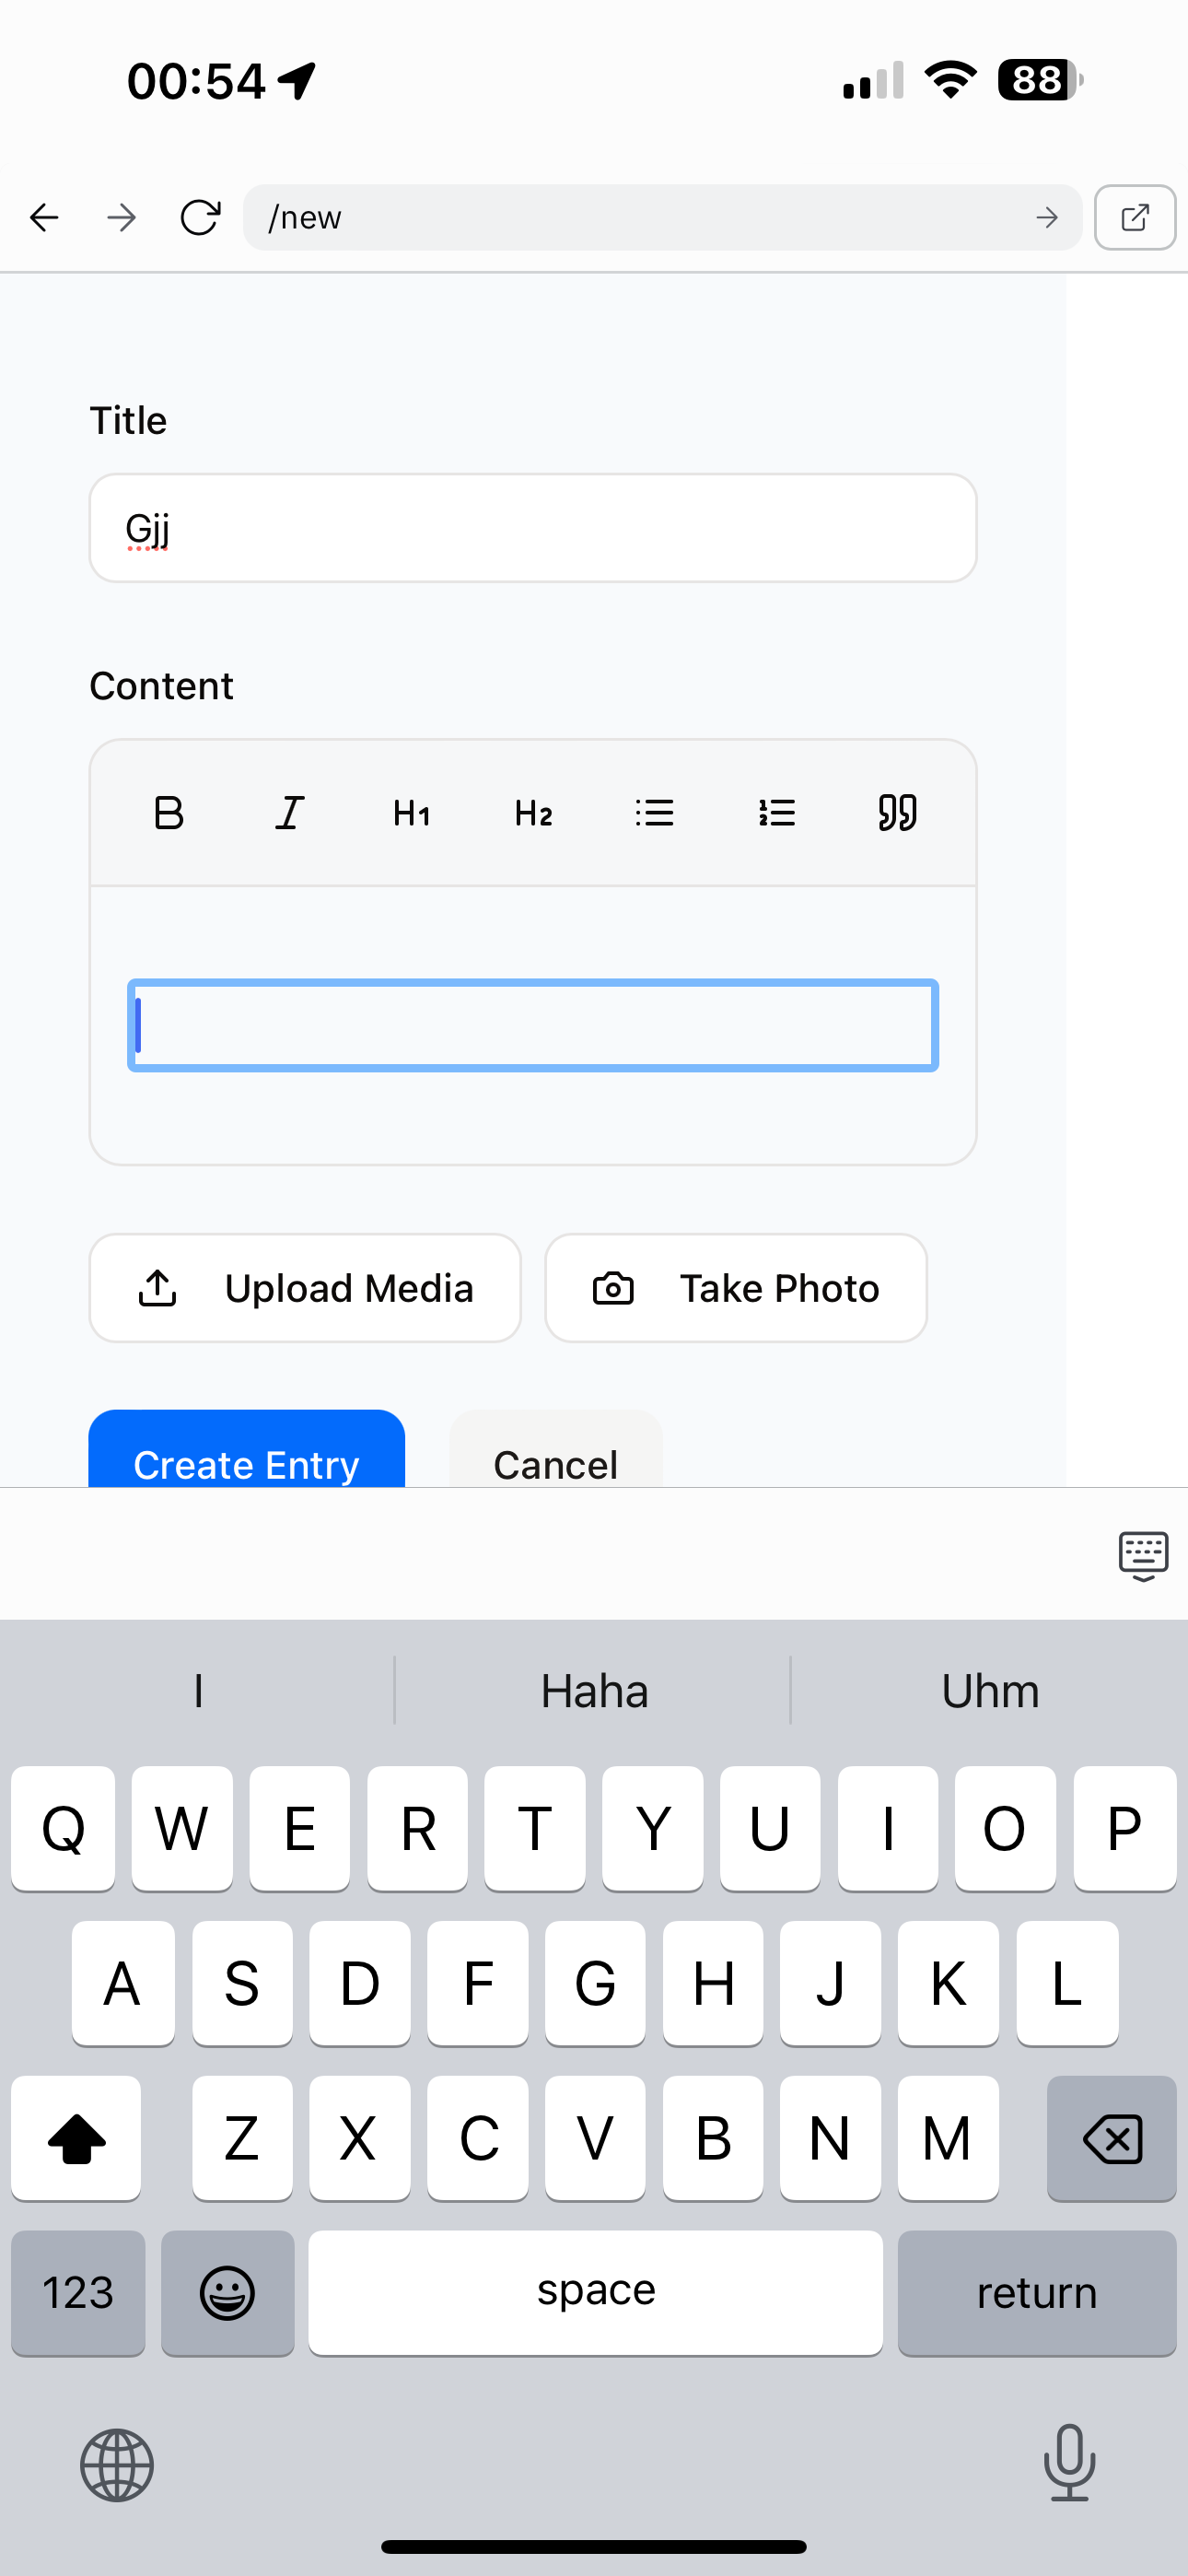 00:54
88
/new
Title
Gjj
Content
B I H1 H2
Upload Media Take Photo
Create Entry Cancel
I Haha Uhm
Q W E R T Y U I O P
A S D F G H J K L
Z X C V B N M
123 space return